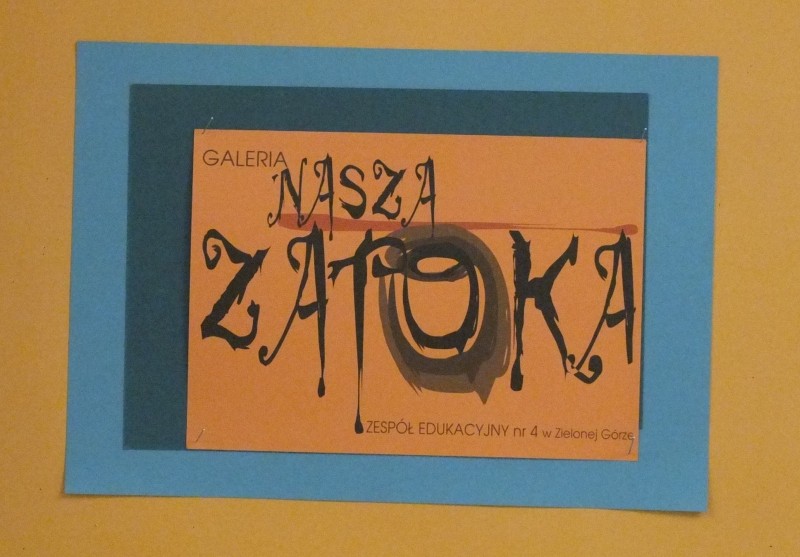 GALERIA
NASZA
ZATOKA
ZESPÓŁ EDUKACYJNY nr 4 w Zielonej Górze